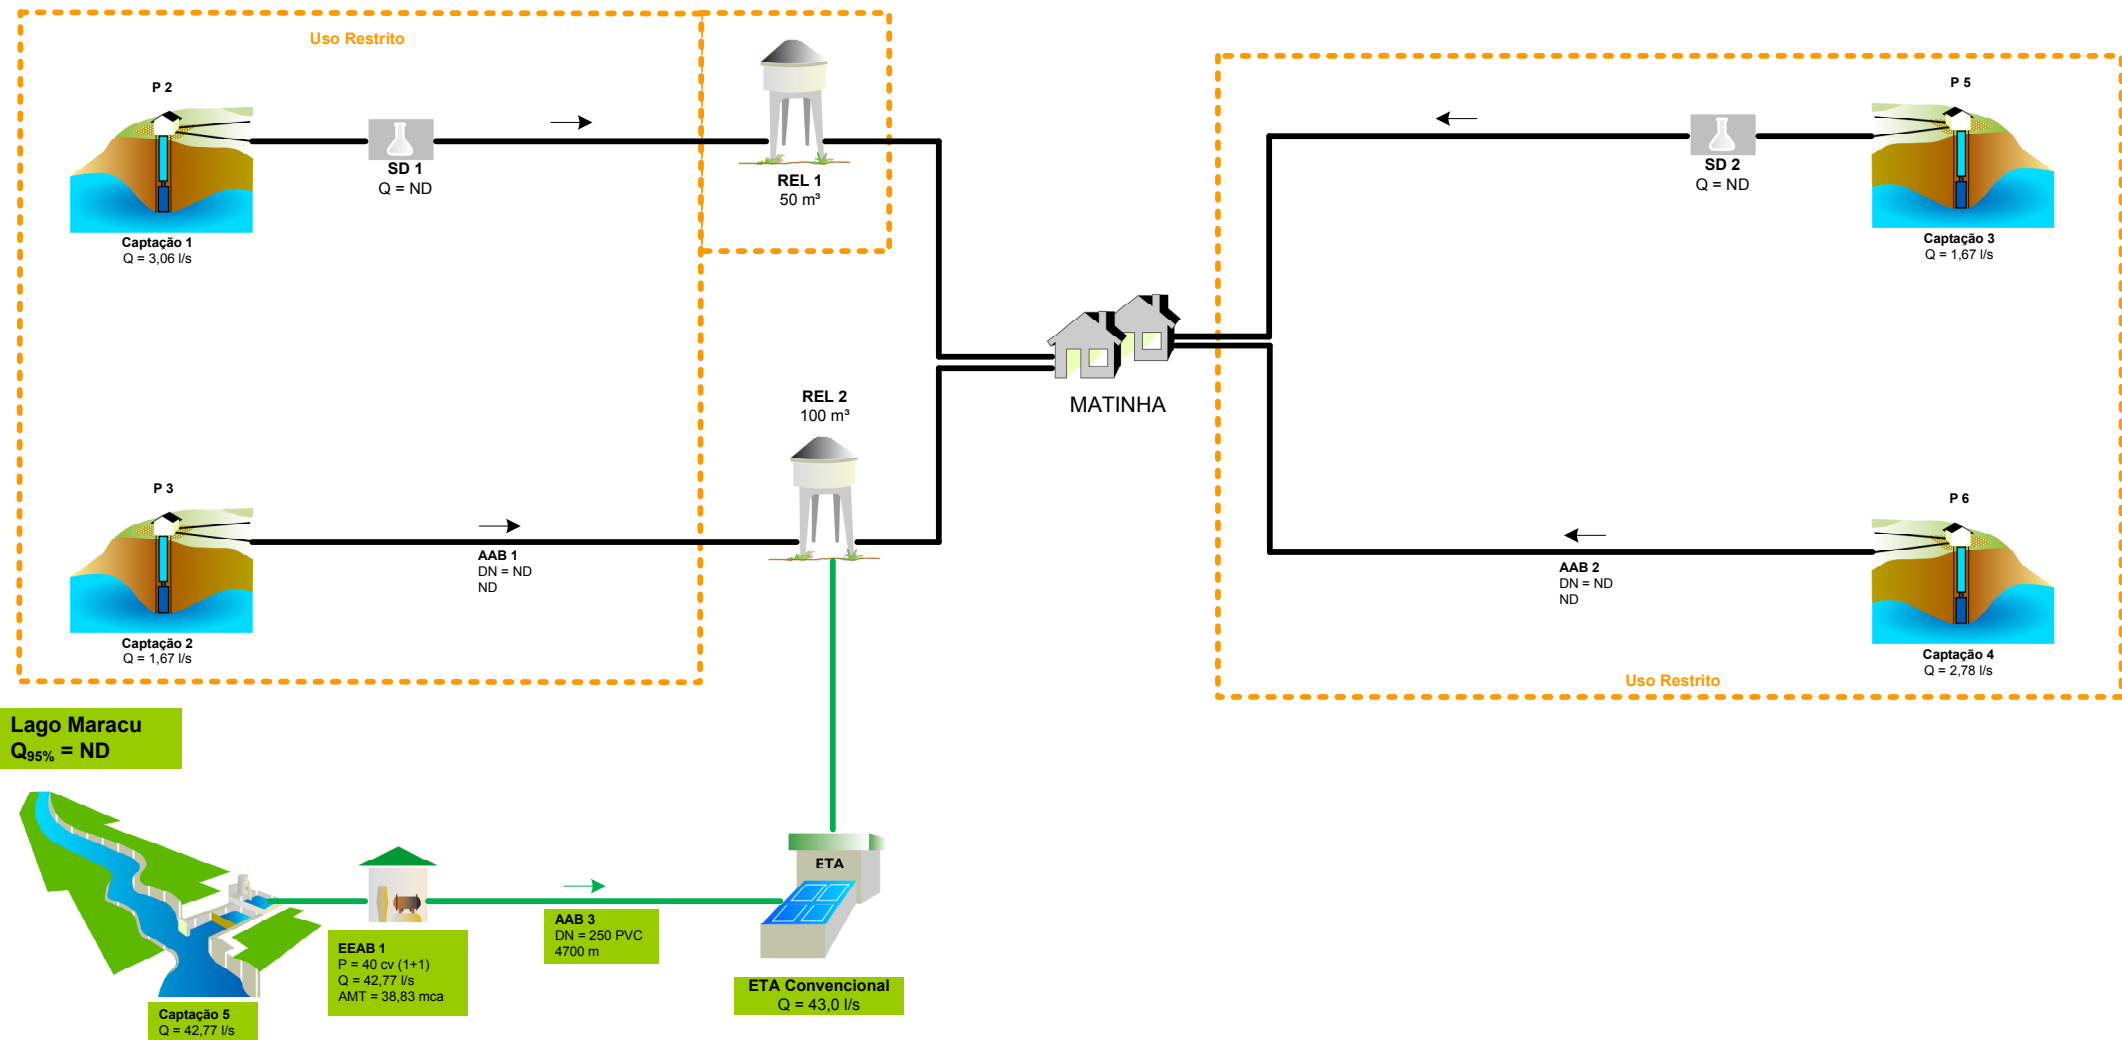 Uso Restrito
P 2
SD 1
Q = ND
Captação 1
Q = 3,06 l/s
REL 1
50 m³
P 5
SD 2
Q = ND
Captação 3
Q = 1,67 l/s
MATINHA
REL 2
100 m³
P 3
AAB 1
DN = ND
ND
Captação 2
Q = 1,67 l/s
P 6
AAB 2
DN = ND
ND
Captação 4
Q = 2,78 l/s
Uso Restrito
Lago Maracu
Q95% = ND
ETA
EEAB 1
P = 40 cv (1+1)
Q = 42,77 l/s
AMT = 38,83 mca
AAB 3
DN = 250 PVC
4700 m
ETA Convencional
Q = 43,0 l/s
Captação 5
Q = 42,77 l/s